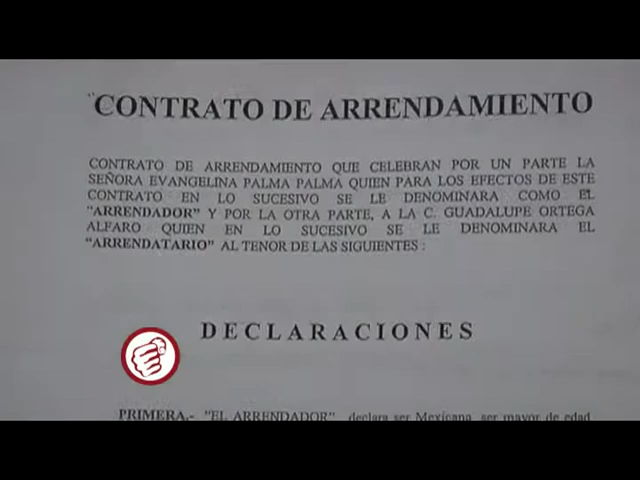 "CONTRATO DE ARRENDAMIENTO
CONTRATO DE ARRENDAMIENTO QUE CELEBRAN POR UN PARTE LA
SEÑORA EVANGELINA PALMA PALMA QUIEN PARA LOS EFECTOS DE ESTE
CONTRATO EN LO SUCESIVO SE LE DENOMINARA COMO EL
"ARRENDADOR" Y POR LA OTRA PARTE, A LA C. GUADALUPE ORTEGA
ALFARO QUIEN EN LO SUCESIVO SE LE DENOMINARA EL
"ARRENDATARIO" AL TENOR DE LAS SIGUIENTES :
DECLARACIONES
PRIMERA.- "EL ARRENDADOR" declara ser Mexicana, ser mayor de edad,